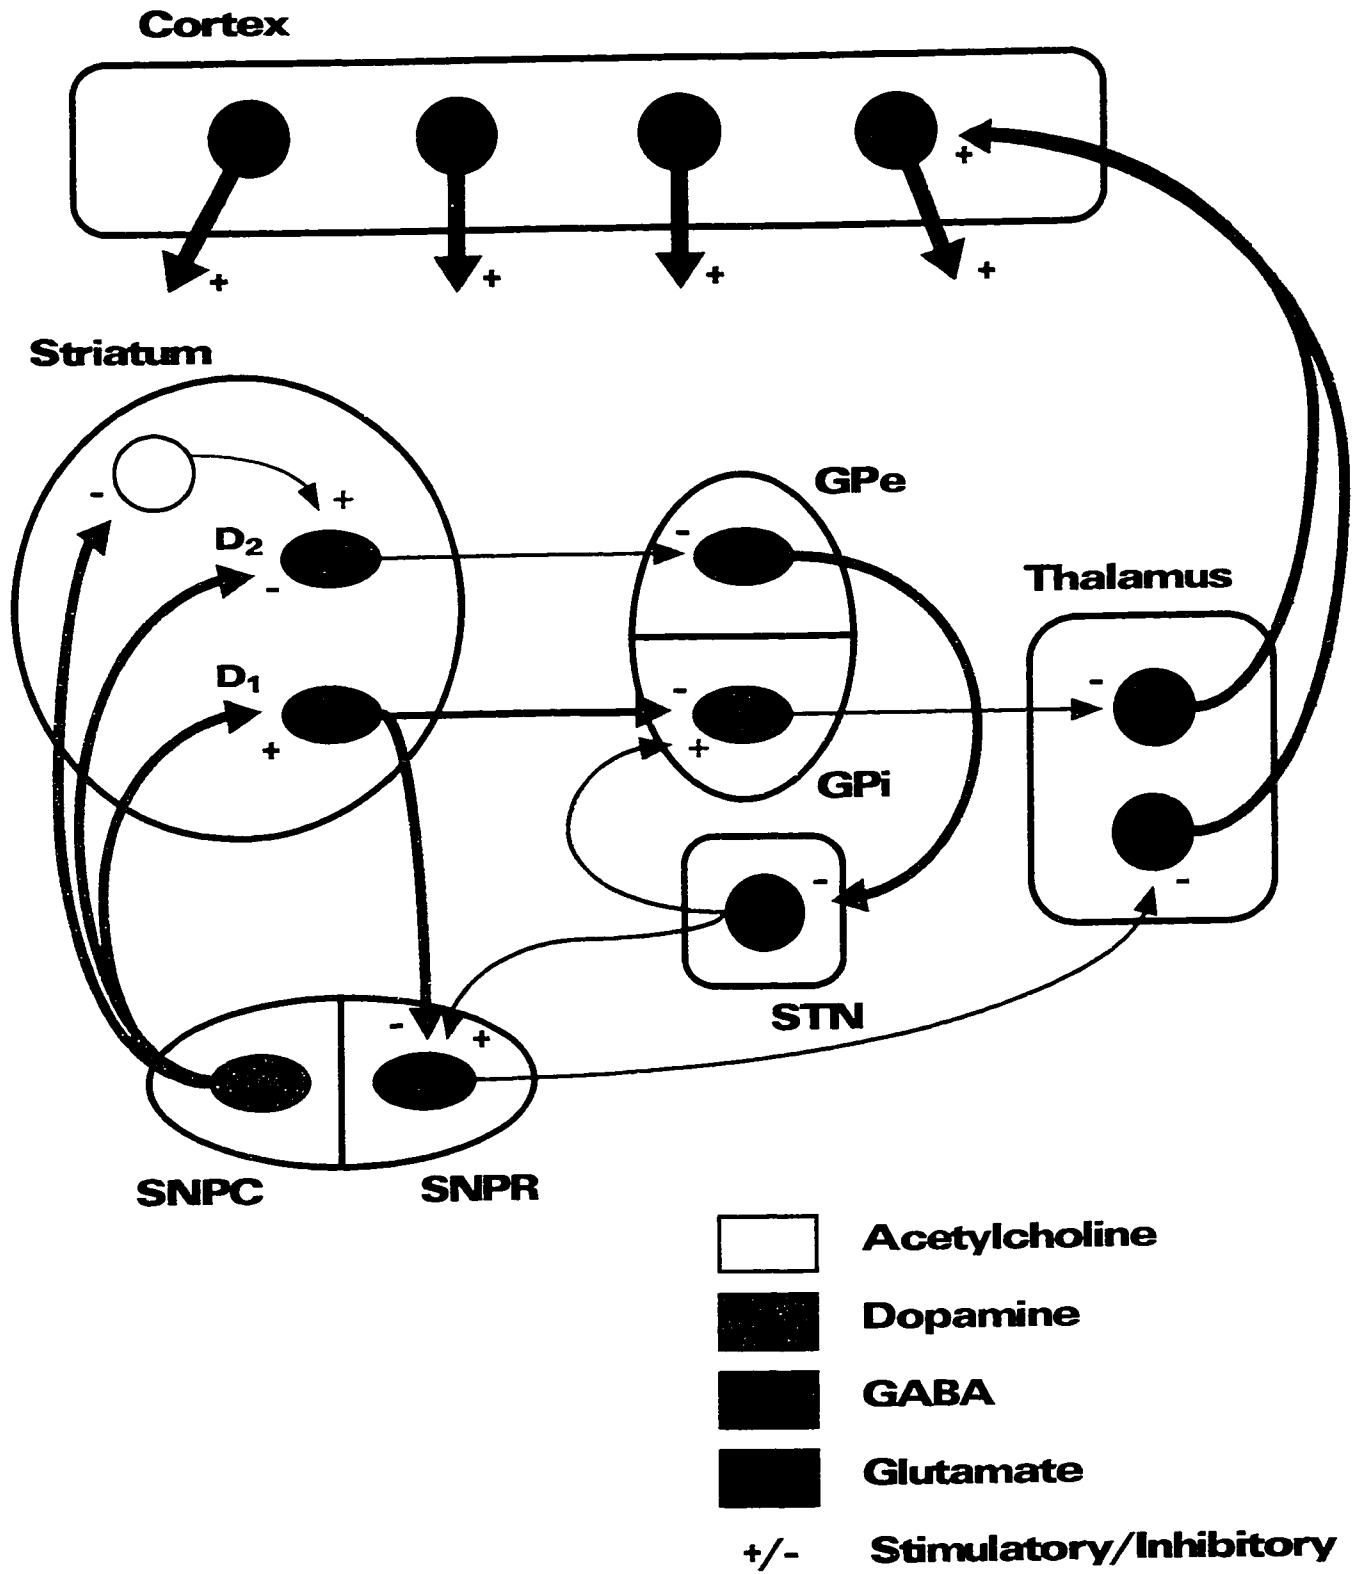 Cortex
+
+ + + +
Striatum
- +
D2
-
D1
+
GPe
-
-
+
GPi
Thalamus
-
-
-
STN
- +
SNPC SNPR
Acetylcholine
Dopamine
GABA
Glutamate
+/- Stimulatory/Inhibitory